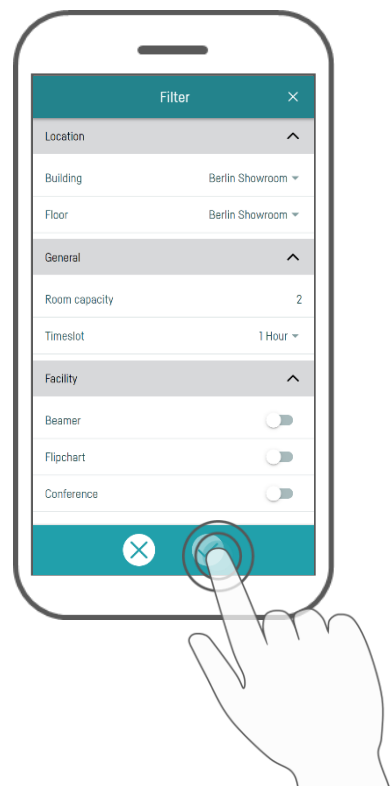 Filter
Location
Building Berlin Showroom
Floor Berlin Showroom
General
Room capacity 2
Timeslot 1 Hour
Facility
Beamer
Flipchart
Conference